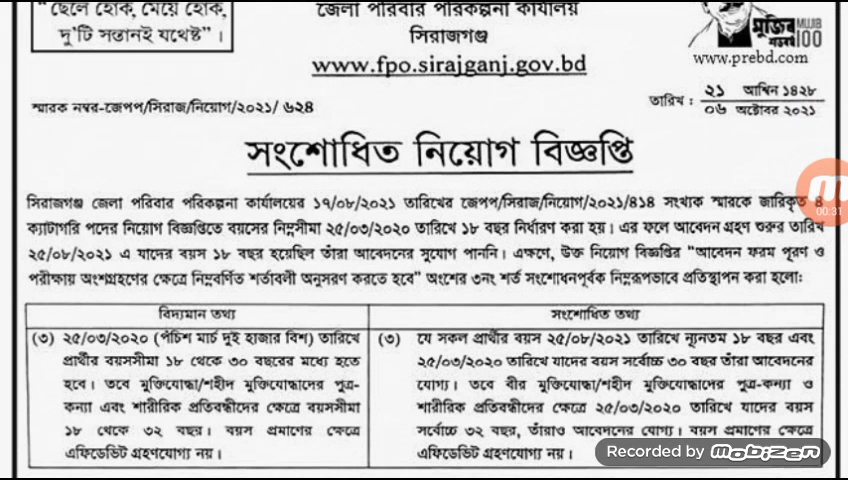 “ছেলে হোক, মেয়ে হোক,
দু'টি সন্তানই যথেষ্ট”।
জেলা পরিবার পরিকল্পনা কার্যালয়
সিরাজগঞ্জ
www.fpo.sirajganj.gov.bd
মুজিব MUJIB
শতবর্ষ 100
www.prebd.com
স্মারক নম্বর-জেপপ/সিরাজ/নিয়োগ/২০২১/ ৬২৪
তারিখ : ২১ আশ্বিন ১৪২৮
০৬ অক্টোবর ২০২১
সংশোধিত নিয়োগ বিজ্ঞপ্তি
সিরাজগঞ্জ জেলা পরিবার পরিকল্পনা কার্যালয়ের ১৭/০৮/২০২১ তারিখের জেপপ/সিরাজ/নিয়োগ/২০২১/৪১৪ সংখ্যক স্মারকে জারিকৃত ৪
ক্যাটাগরি পদের নিয়োগ বিজ্ঞপ্তিতে বয়সের নিম্নসীমা ২৫/০৩/২০২০ তারিখে ১৮ বছর নির্ধারণ করা হয়। এর ফলে আবেদন গ্রহণ শুরুর তারিখ
২৫/০৮/২০২১ এ যাদের বয়স ১৮ বছর হয়েছিল তাঁরা আবেদনের সুযোগ পাননি। এক্ষণে, উক্ত নিয়োগ বিজ্ঞপ্তির “আবেদন ফরম পূরণ ও
পরীক্ষায় অংশগ্রহণের ক্ষেত্রে নিম্নবর্ণিত শর্তাবলী অনুসরণ করতে হবে” অংশের ৩নং শর্ত সংশোধনপূর্বক নিম্নরূপভাবে প্রতিস্থাপন করা হলো:
00:31
বিদ্যমান তথ্য
(৩) ২৫/০৩/২০২০ (পঁচিশ মার্চ দুই হাজার বিশ) তারিখে
প্রার্থীর বয়সসীমা ১৮ থেকে ৩০ বছরের মধ্যে হতে
হবে। তবে মুক্তিযোদ্ধা/শহীদ মুক্তিযোদ্ধাদের পুত্র-
কন্যা এবং শারীরিক প্রতিবন্ধীদের ক্ষেত্রে বয়সসীমা
১৮ থেকে ৩২ বছর। বয়স প্রমাণের ক্ষেত্রে
এফিডেভিট গ্রহণযোগ্য নয়।
সংশোধিত তথ্য
(৩) যে সকল প্রার্থীর বয়স ২৫/০৮/২০২১ তারিখে ন্যূনতম ১৮ বছর এবং
২৫/০৩/২০২০ তারিখে যাদের বয়স সর্বোচ্চ ৩০ বছর তাঁরা আবেদনের
যোগ্য। তবে বীর মুক্তিযোদ্ধা/শহীদ মুক্তিযোদ্ধাদের পুত্র-কন্যা ও
শারীরিক প্রতিবন্ধীদের ক্ষেত্রে ২৫/০৩/২০২০ তারিখে যাদের বয়স
সর্বোচ্চ ৩২ বছর, তাঁরাও আবেদনের যোগ্য। বয়স প্রমাণের ক্ষেত্রে
এফিডেভিট গ্রহণযোগ্য নয়।
Recorded by Mobizen